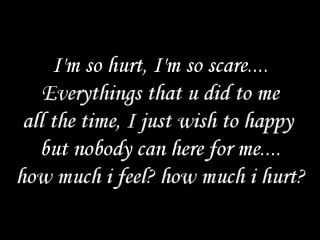 I'm so hurt, I'm so scare....
Everythings that u did to me
all the time, I just wish to happy
but nobody can here for me....
how much i feel? how much i hurt?